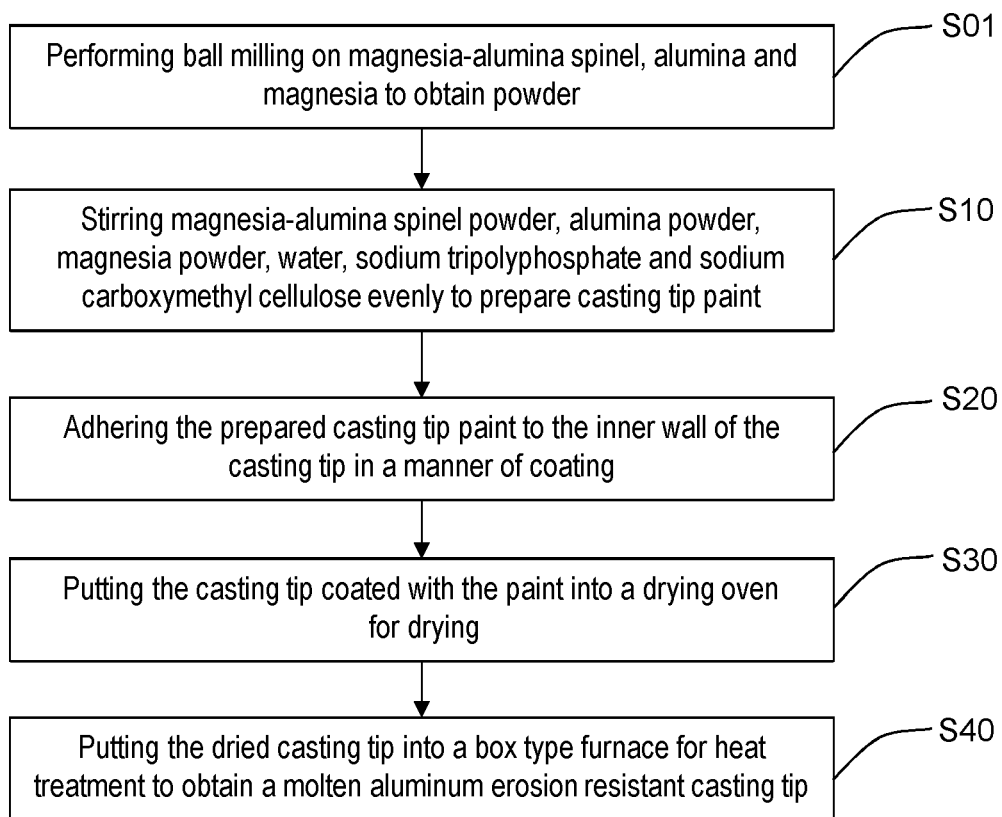 S01
Performing ball milling on magnesia-alumina spinel, alumina and
magnesia to obtain powder
S10
Stirring magnesia-alumina spinel powder, alumina powder,
magnesia powder, water, sodium tripolyphosphate and sodium
carboxymethyl cellulose evenly to prepare casting tip paint
S20
Adhering the prepared casting tip paint to the inner wall of the
casting tip in a manner of coating
S30
Putting the casting tip coated with the paint into a drying oven
for drying
S40
Putting the dried casting tip into a box type furnace for heat
treatment to obtain a molten aluminum erosion resistant casting tip